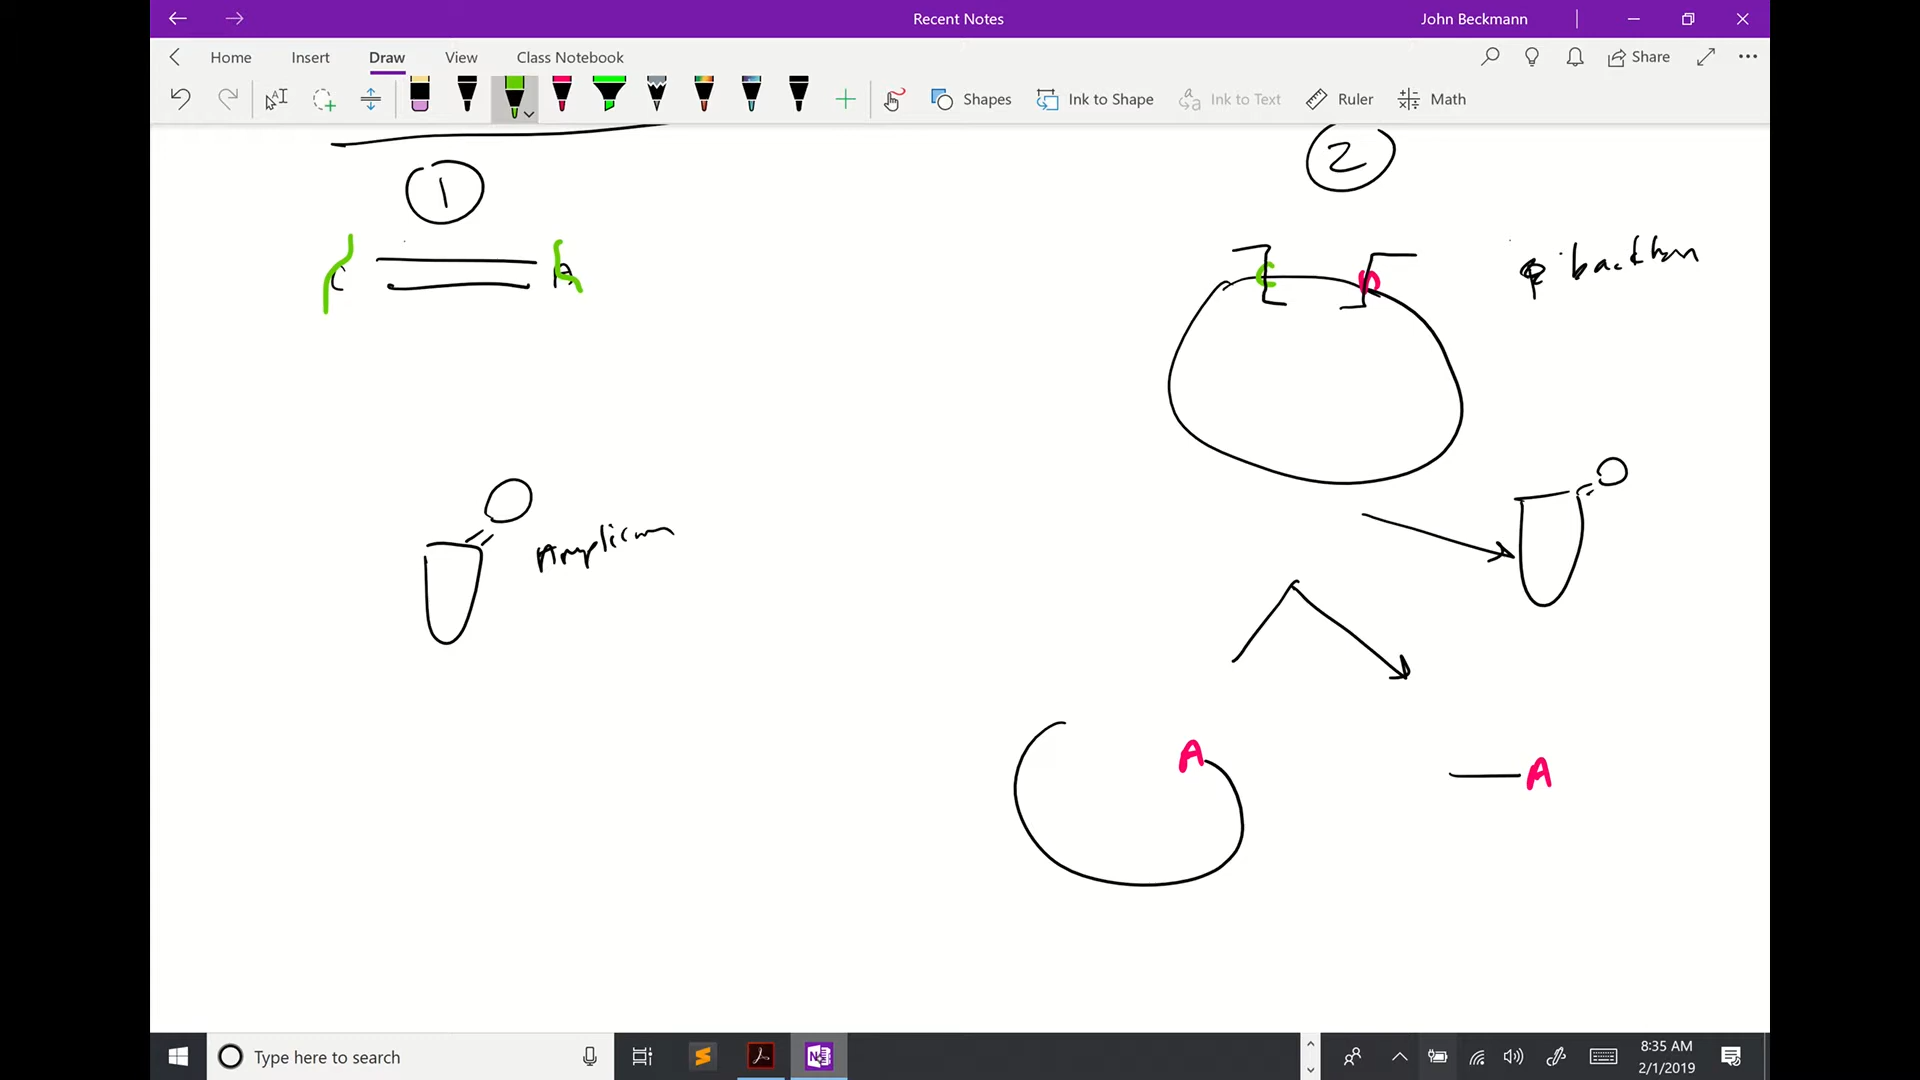 Recent Notes
John Beckmann
Home
Insert
Draw
View
Class Notebook
Share
Shapes
Ink to Shape
Ink to Text
Ruler
Math
1
2
C
A
C
A
Amplicon
A
A
Type here to search
8:35 AM
2/1/2019